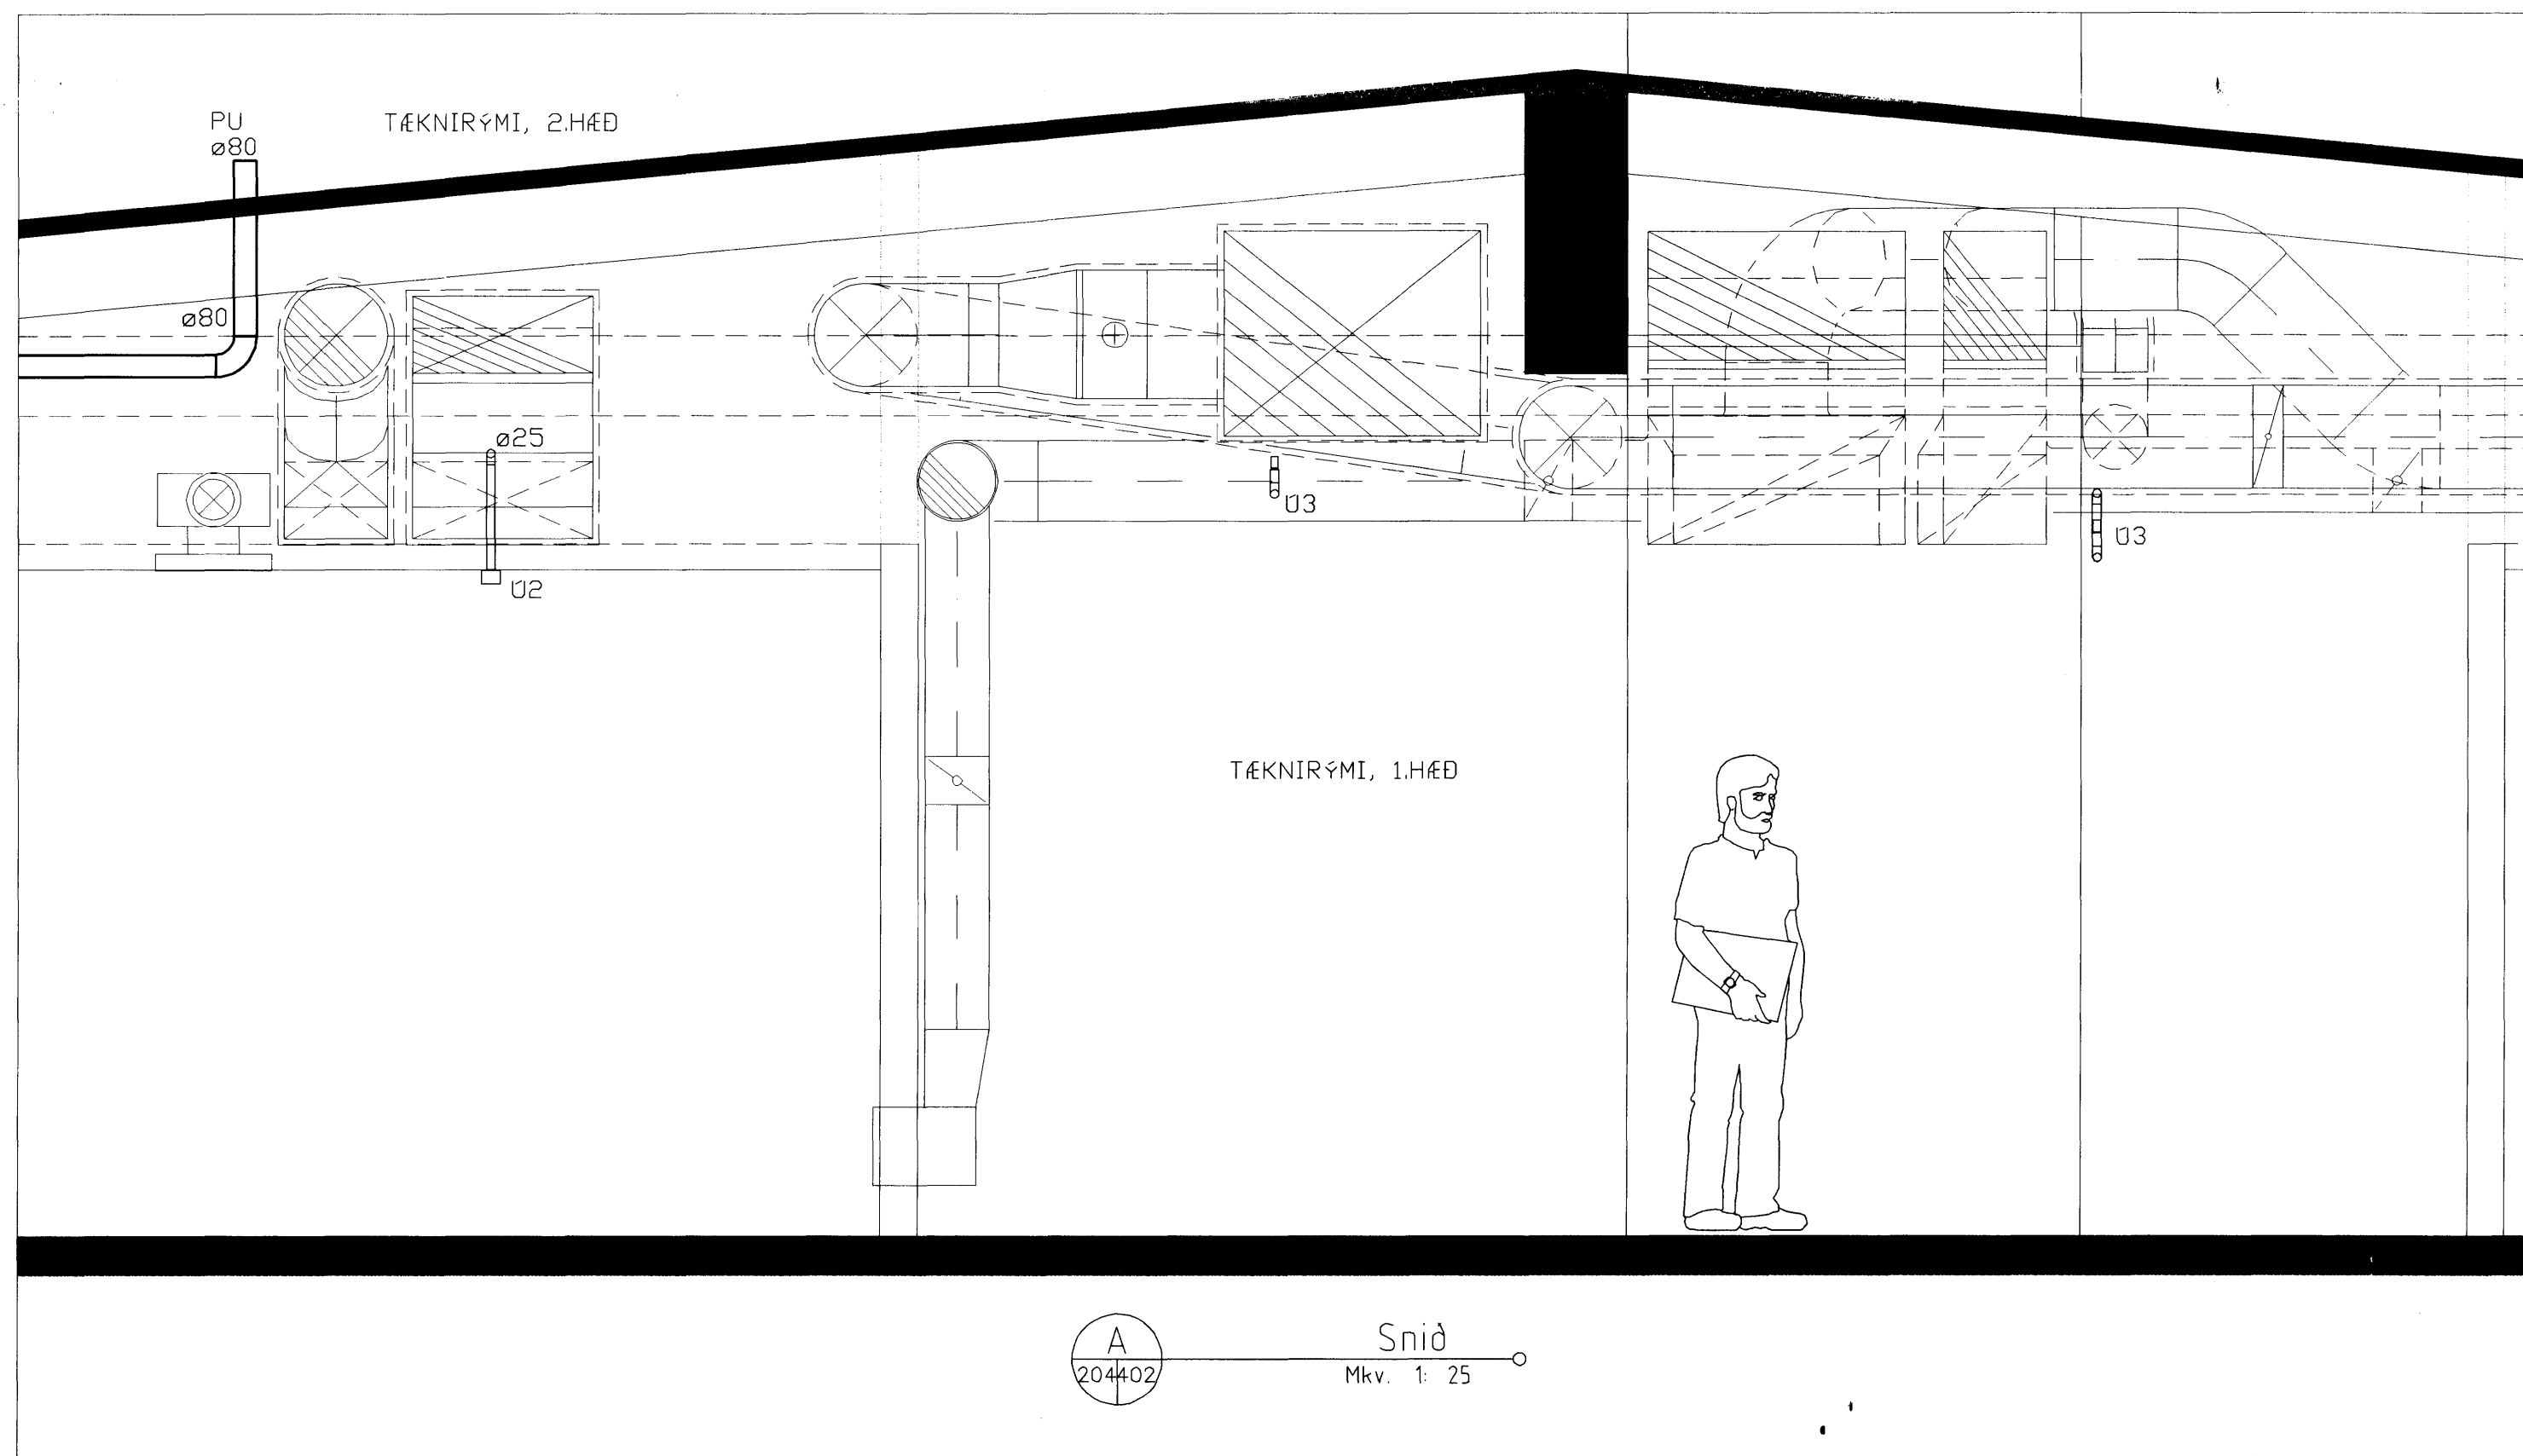 PU
ø80
TÆKNIRÝMI, 2.HÆÐ
ø80
ø25
Ú3
Ú3
Ú2
TÆKNIRÝMI, 1.HÆÐ
A
204402
Snið
Mkv. 1: 25